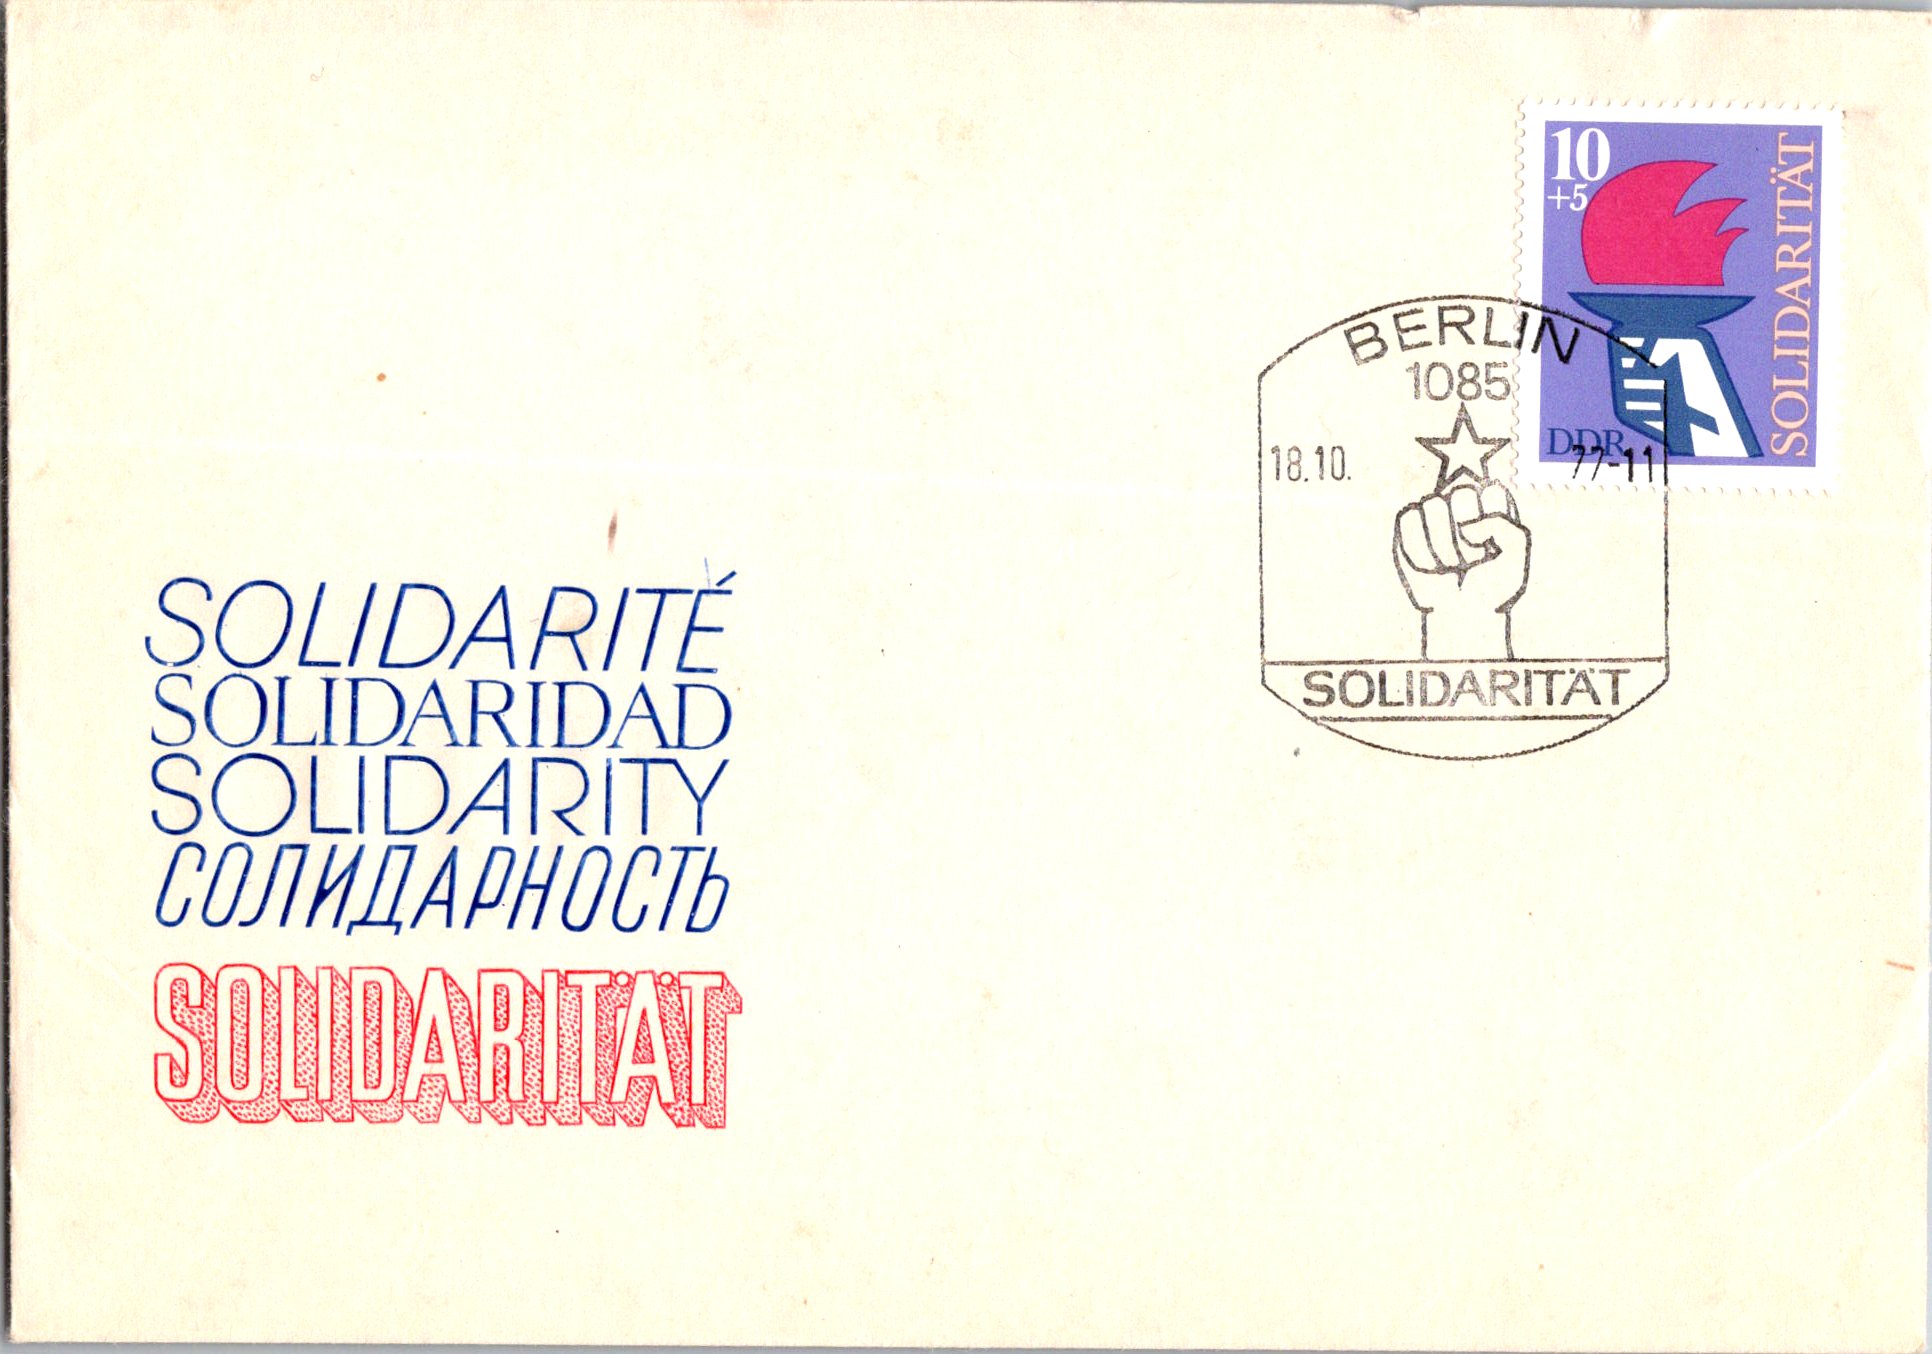 10
+5
SOLIDARITÄT
DDR
BERLIN
1085
18.10. 77-11
SOLIDARITÄT
SOLIDARITÉ
SOLIDARIDAD
SOLIDARITY
СОЛИДАРНОСТЬ
SOLIDARITÄT